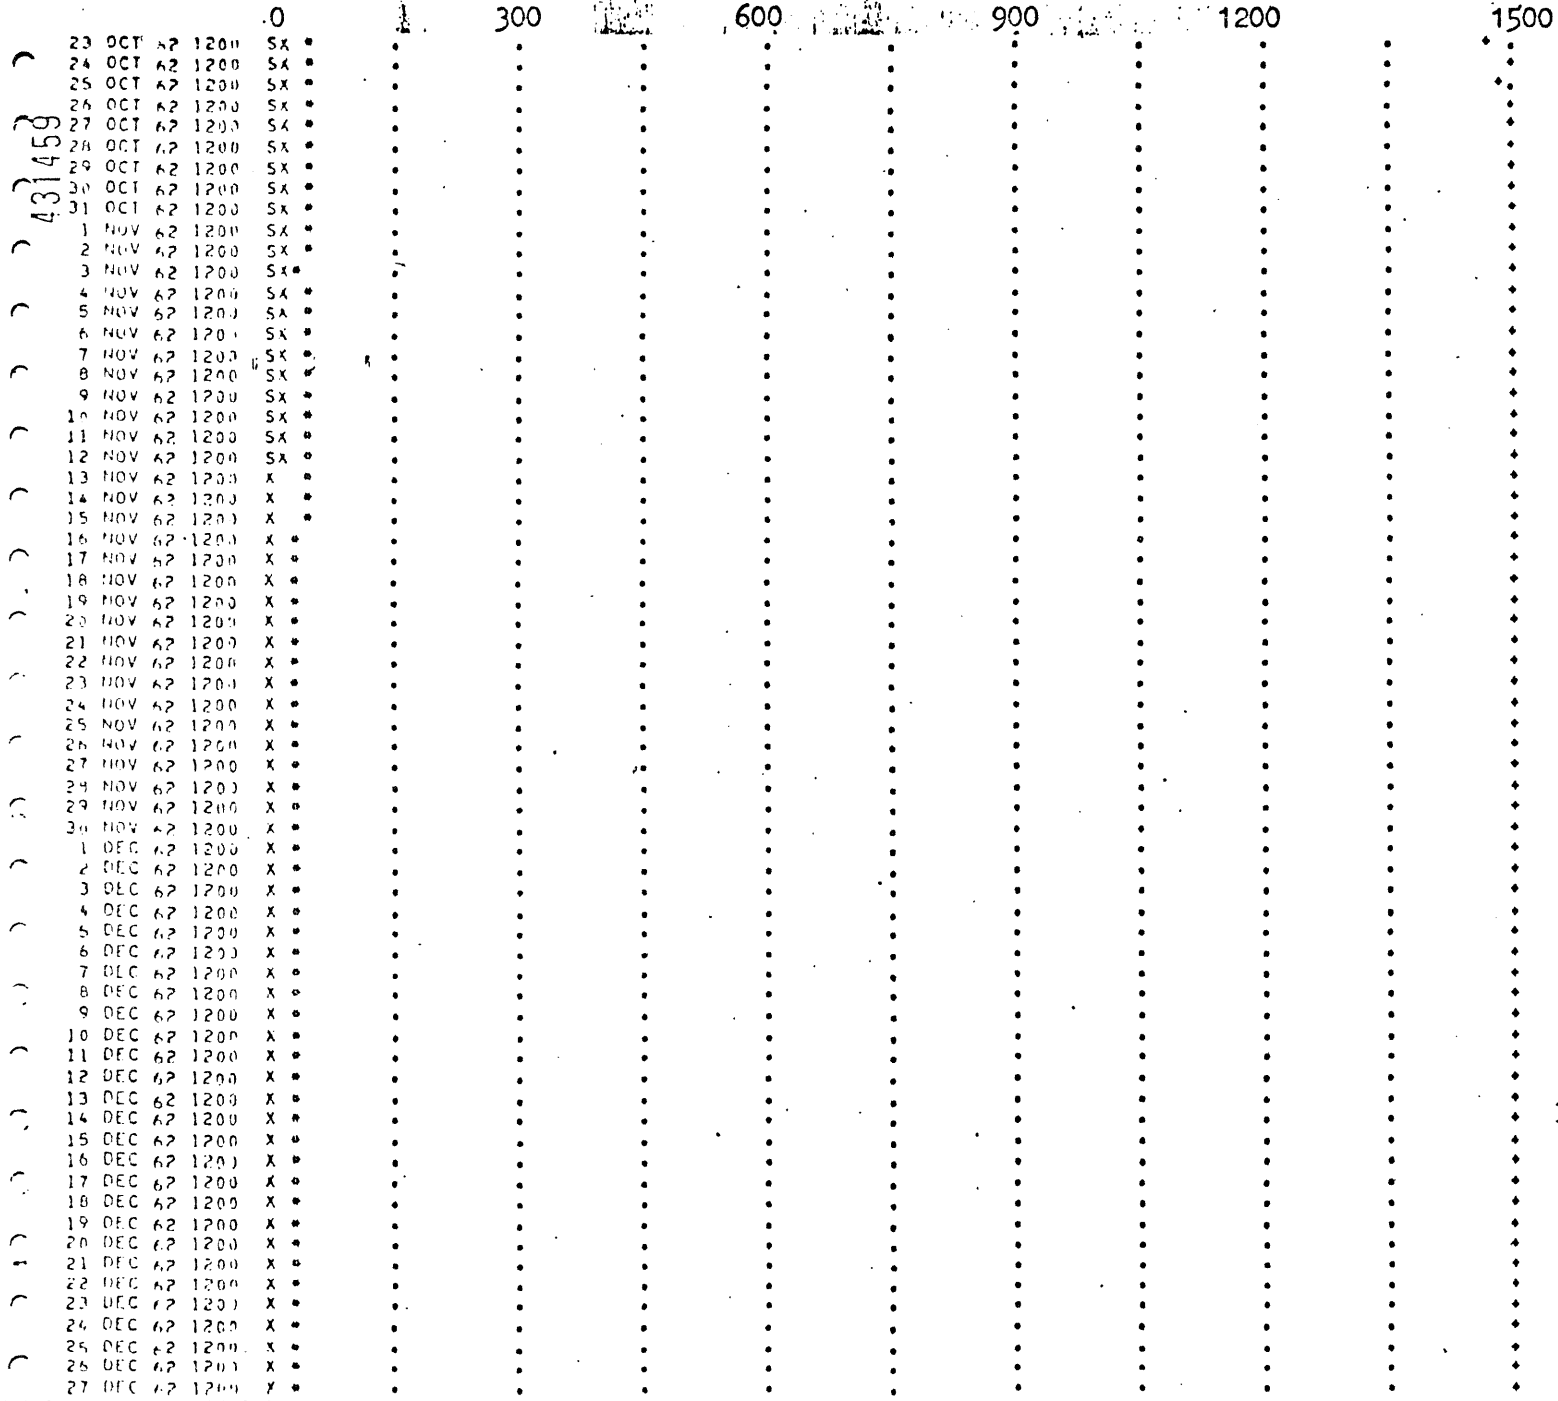 0 300 600 900 1200 1500
431459
23 OCT 62 1200 SX *
24 OCT 62 1200 SX *
25 OCT 62 1200 SX *
26 OCT 62 1200 SX *
27 OCT 62 1200 SX *
28 OCT 62 1200 SX *
29 OCT 62 1200 SX *
30 OCT 62 1200 SX *
31 OCT 62 1200 SX *
1 NOV 62 1200 SX *
2 NOV 62 1200 SX *
3 NOV 62 1200 SX*
4 NOV 62 1200 SX *
5 NOV 62 1200 SX *
6 NOV 62 1200 SX *
7 NOV 62 1200 SX *
8 NOV 62 1200 SX *
9 NOV 62 1200 SX *
10 NOV 62 1200 SX *
11 NOV 62 1200 SX *
12 NOV 62 1200 SX *
13 NOV 62 1200 X *
14 NOV 62 1200 X *
15 NOV 62 1200 X *
16 NOV 62 1200 X *
17 NOV 62 1200 X *
18 NOV 62 1200 X *
19 NOV 62 1200 X *
20 NOV 62 1200 X *
21 NOV 62 1200 X *
22 NOV 62 1200 X *
23 NOV 62 1200 X *
24 NOV 62 1200 X *
25 NOV 62 1200 X *
26 NOV 62 1200 X *
27 NOV 62 1200 X *
28 NOV 62 1200 X *
29 NOV 62 1200 X *
30 NOV 62 1200 X *
1 DEC 62 1200 X *
2 DEC 62 1200 X *
3 DEC 62 1200 X *
4 DEC 62 1200 X *
5 DEC 62 1200 X *
6 DEC 62 1200 X *
7 DEC 62 1200 X *
8 DEC 62 1200 X *
9 DEC 62 1200 X *
10 DEC 62 1200 X *
11 DEC 62 1200 X *
12 DEC 62 1200 X *
13 DEC 62 1200 X *
14 DEC 62 1200 X *
15 DEC 62 1200 X *
16 DEC 62 1200 X *
17 DEC 62 1200 X *
18 DEC 62 1200 X *
19 DEC 62 1200 X *
20 DEC 62 1200 X *
21 DEC 62 1200 X *
22 DEC 62 1200 X *
23 DEC 62 1200 X *
24 DEC 62 1200 X *
25 DEC 62 1200 X *
26 DEC 62 1200 X *
27 DEC 62 1200 X *